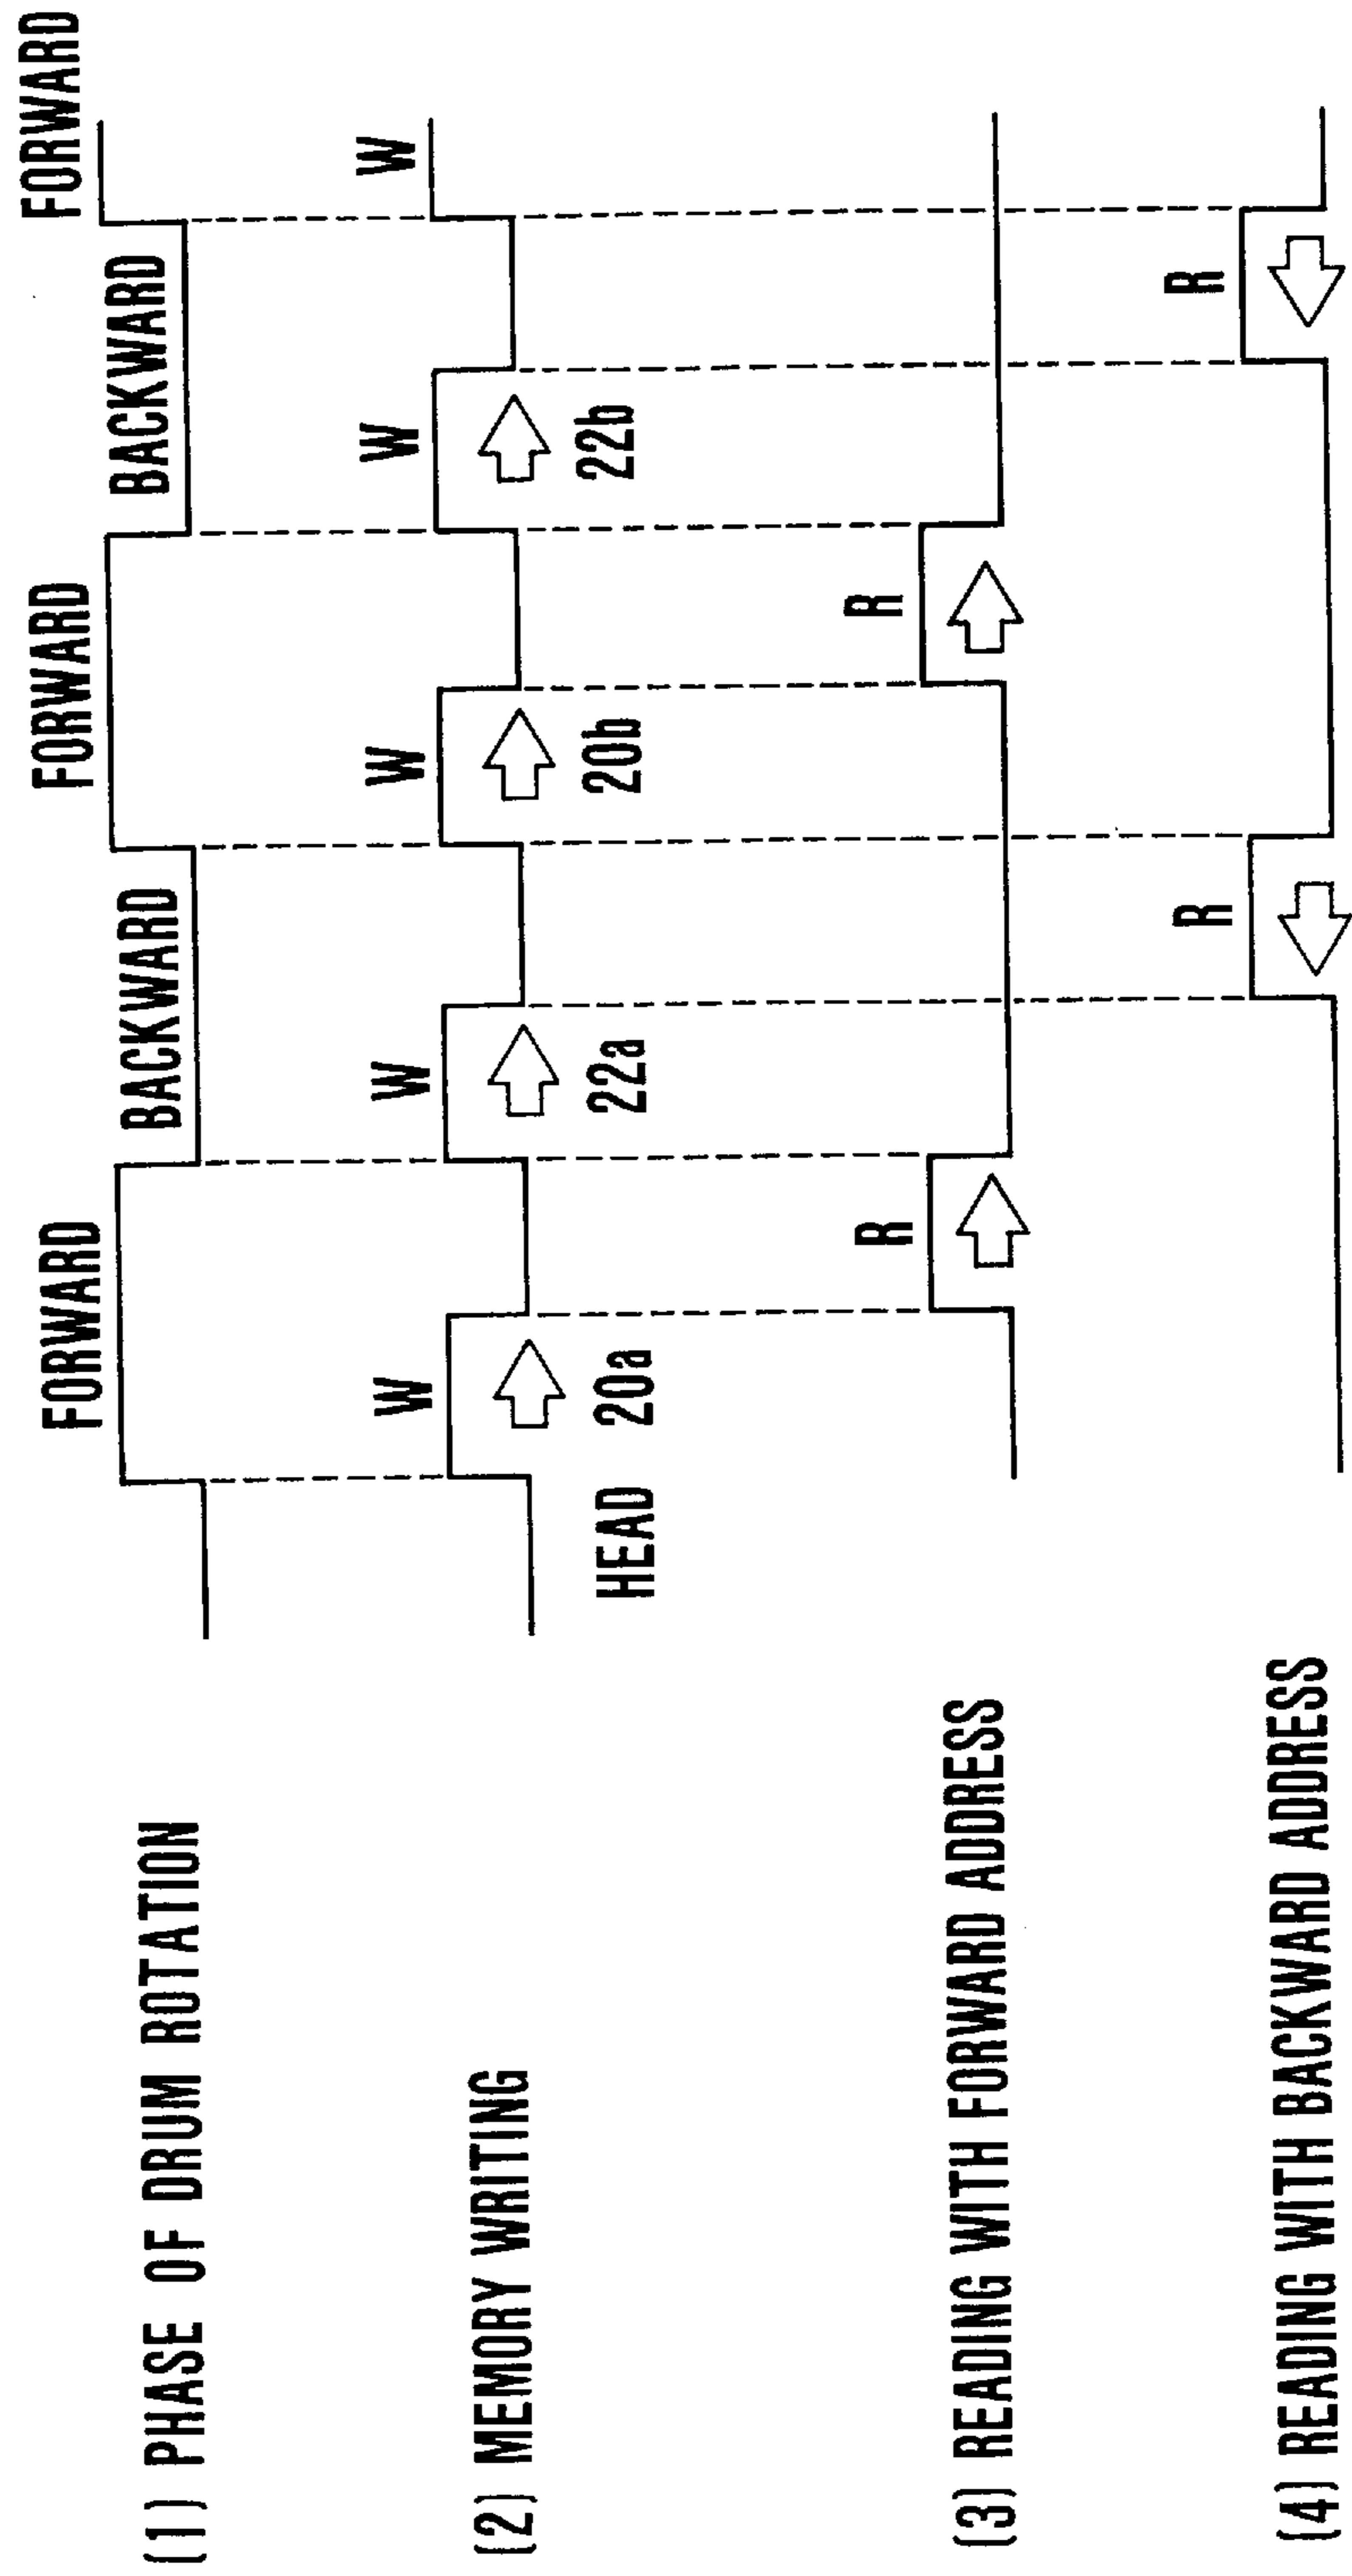 (1) PHASE OF DRUM ROTATION
FORWARD BACKWARD FORWARD BACKWARD FORWARD
(2) MEMORY WRITING
W W W W W
HEAD 20a 22a 20b 22b
(3) READING WITH FORWARD ADDRESS
R R
(4) READING WITH BACKWARD ADDRESS
R R